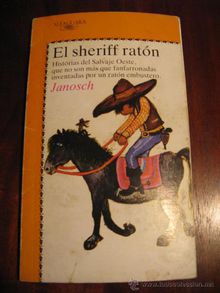 ALFAGUARA
El sheriff ratón
Historias del Salvaje Oeste,
que no son más que fanfarronadas
inventadas por un ratón embustero.
Janosch